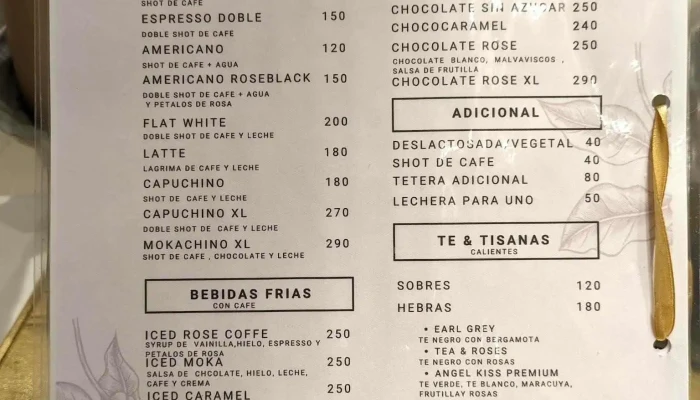 SHOT DE CAFE
ESPRESSO DOBLE 150
DOBLE SHOT DE CAFE
AMERICANO 120
SHOT DE CAFE + AGUA
AMERICANO ROSEBLACK 150
DOBLE SHOT DE CAFE + AGUA
Y PETALOS DE ROSA
FLAT WHITE 200
DOBLE SHOT DE CAFE Y LECHE
LATTE 180
LAGRIMA DE CAFE Y LECHE
CAPUCHINO 180
SHOT DE CAFE Y LECHE
CAPUCHINO XL 270
DOBLE SHOT DE CAFE Y LECHE
MOKACHINO XL 290
SHOT DE CAFE , CHOCOLATE Y LECHE
BEBIDAS FRIAS
CON CAFE
ICED ROSE COFFE 250
SYRUP DE VAINILLA,HIELO, ESPRESSO Y
PETALOS DE ROSA
ICED MOKA 250
SALSA DE CHCOLATE, HIELO, LECHE,
CAFE Y CREMA
ICED CARAMEL 250
CHOCOLATE SIN AZUCAR 250
CHOCOCARAMEL 240
CHOCOLATE ROSE 250
CHOCOLATE BLANCO, MALVAVISCOS ,
SALSA DE FRUTILLA
CHOCOLATE ROSE XL 290
ADICIONAL
DESLACTOSADA/VEGETAL 40
SHOT DE CAFE 40
TETERA ADICIONAL 80
LECHERA PARA UNO 50
TE & TISANAS
CALIENTES
SOBRES 120
HEBRAS 180
• EARL GREY
TE NEGRO CON BERGAMOTA
• TEA & ROSES
TE NEGRO CON ROSAS
• ANGEL KISS PREMIUM
TE VERDE, TE BLANCO, MARACUYA,
FRUTILLAY ROSAS